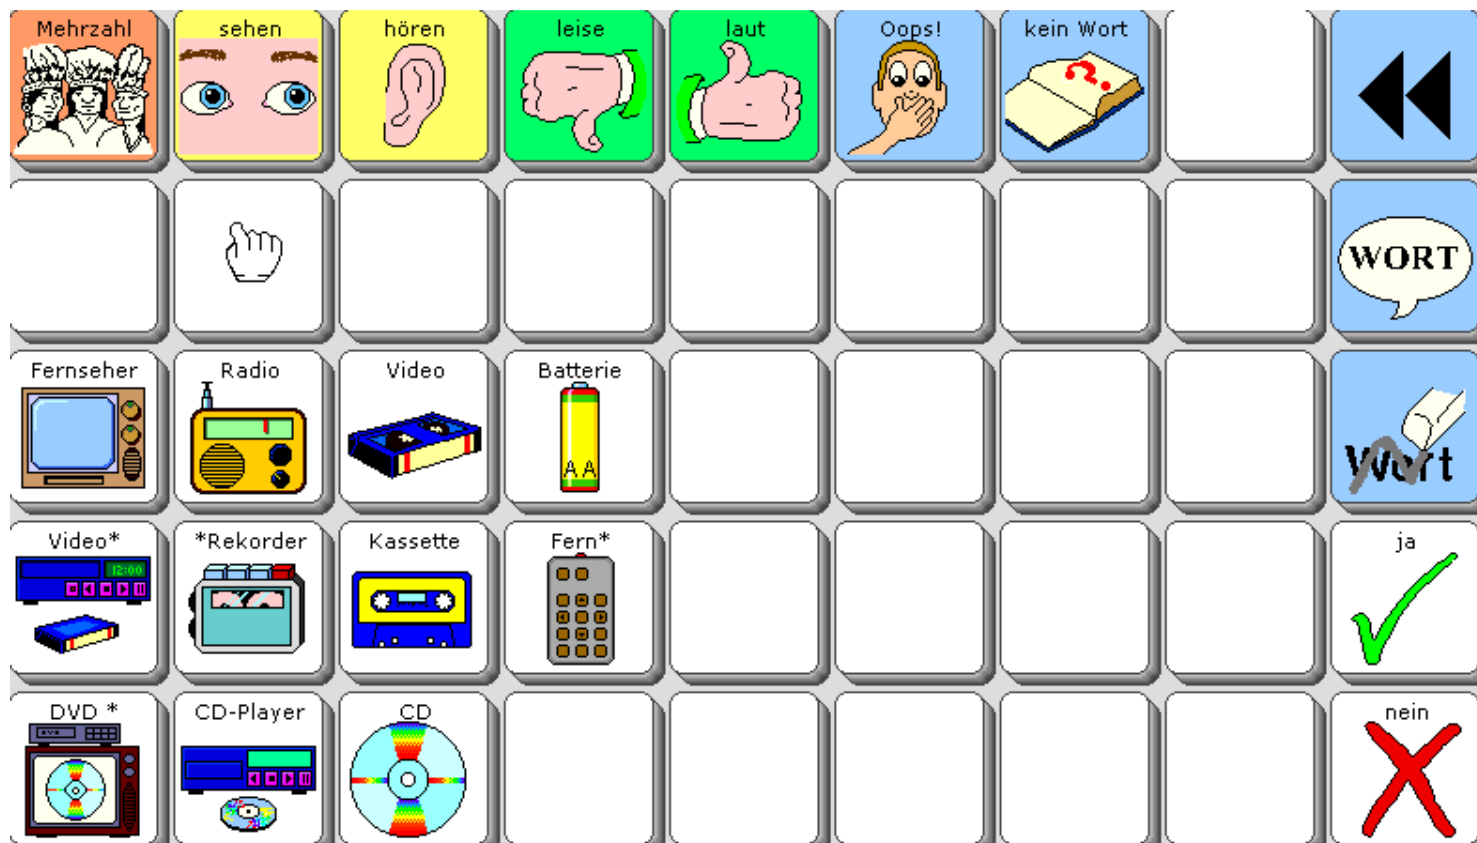 Mehrzahl sehen hören leise laut Oops! kein Wort
WORT
Fernseher Radio Video Batterie
AA
Wort
Video* *Rekorder Kassette Fern* ja
12:00
DVD * CD-Player CD nein